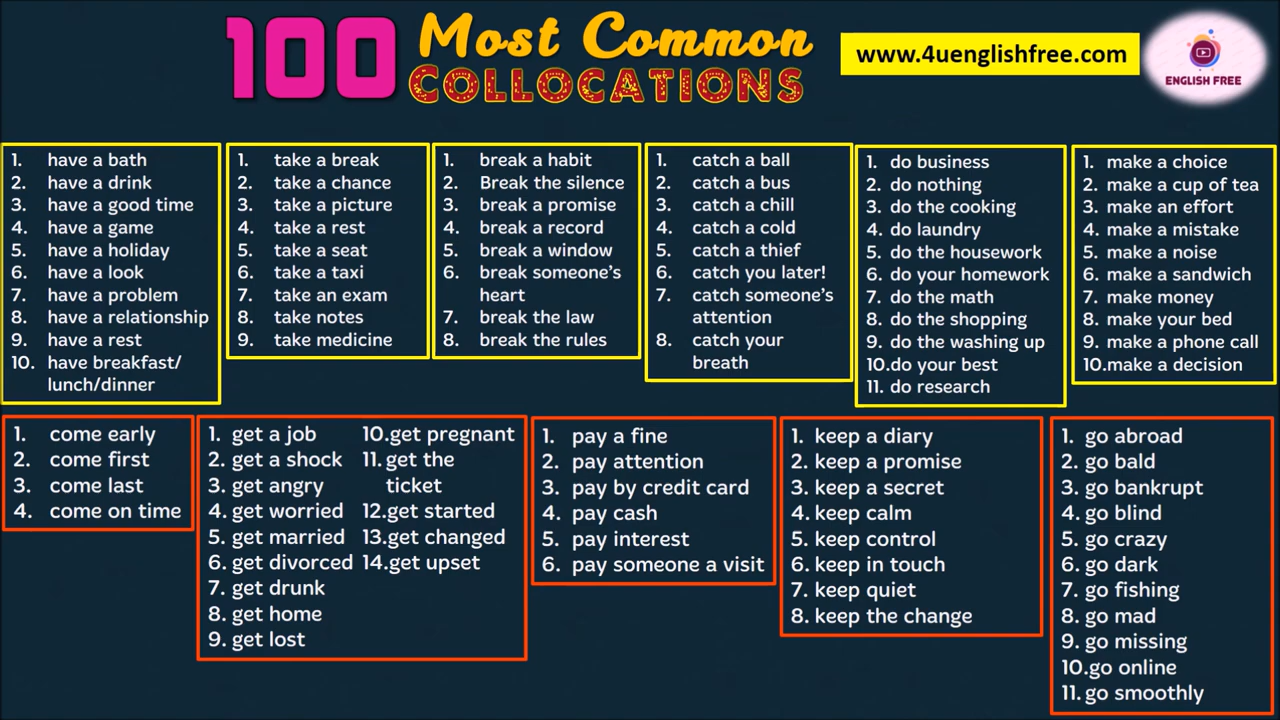 100
Most Common
COLLOCATIONS
www.4uenglishfree.com
ENGLISH FREE
1. have a bath
2. have a drink
3. have a good time
4. have a game
5. have a holiday
6. have a look
7. have a problem
8. have a relationship
9. have a rest
10. have breakfast/
lunch/dinner
1. take a break
2. take a chance
3. take a picture
4. take a rest
5. take a seat
6. take a taxi
7. take an exam
8. take notes
9. take medicine
1. break a habit
2. Break the silence
3. break a promise
4. break a record
5. break a window
6. break someone's
heart
7. break the law
8. break the rules
1. catch a ball
2. catch a bus
3. catch a chill
4. catch a cold
5. catch a thief
6. catch you later!
7. catch someone's
attention
8. catch your
breath
1. do business
2. do nothing
3. do the cooking
4. do laundry
5. do the housework
6. do your homework
7. do the math
8. do the shopping
9. do the washing up
10.do your best
11. do research
1. make a choice
2. make a cup of tea
3. make an effort
4. make a mistake
5. make a noise
6. make a sandwich
7. make money
8. make your bed
9. make a phone call
10.make a decision
1. come early
2. come first
3. come last
4. come on time
1. get a job
2. get a shock
3. get angry
4. get worried
5. get married
6. get divorced
7. get drunk
8. get home
9. get lost
10.get pregnant
11. get the
ticket
12.get started
13.get changed
14.get upset
1. pay a fine
2. pay attention
3. pay by credit card
4. pay cash
5. pay interest
6. pay someone a visit
1. keep a diary
2. keep a promise
3. keep a secret
4. keep calm
5. keep control
6. keep in touch
7. keep quiet
8. keep the change
1. go abroad
2. go bald
3. go bankrupt
4. go blind
5. go crazy
6. go dark
7. go fishing
8. go mad
9. go missing
10.go online
11. go smoothly